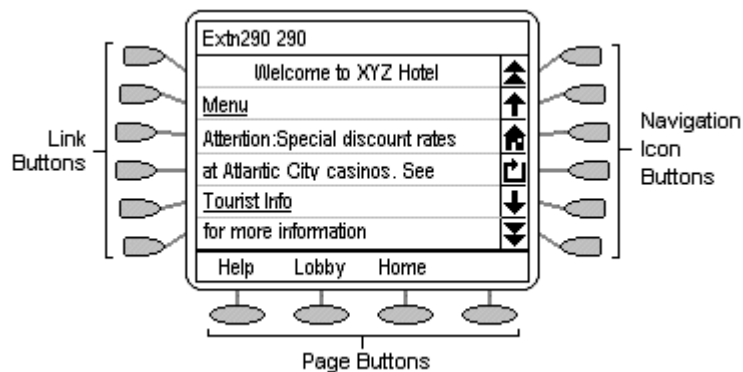 Extn290 290
Welcome to XYZ Hotel
Menu
Attention:Special discount rates
at Atlantic City casinos. See
Tourist Info
for more information
Help Lobby Home
Link
Buttons
Navigation
Icon
Buttons
Page Buttons